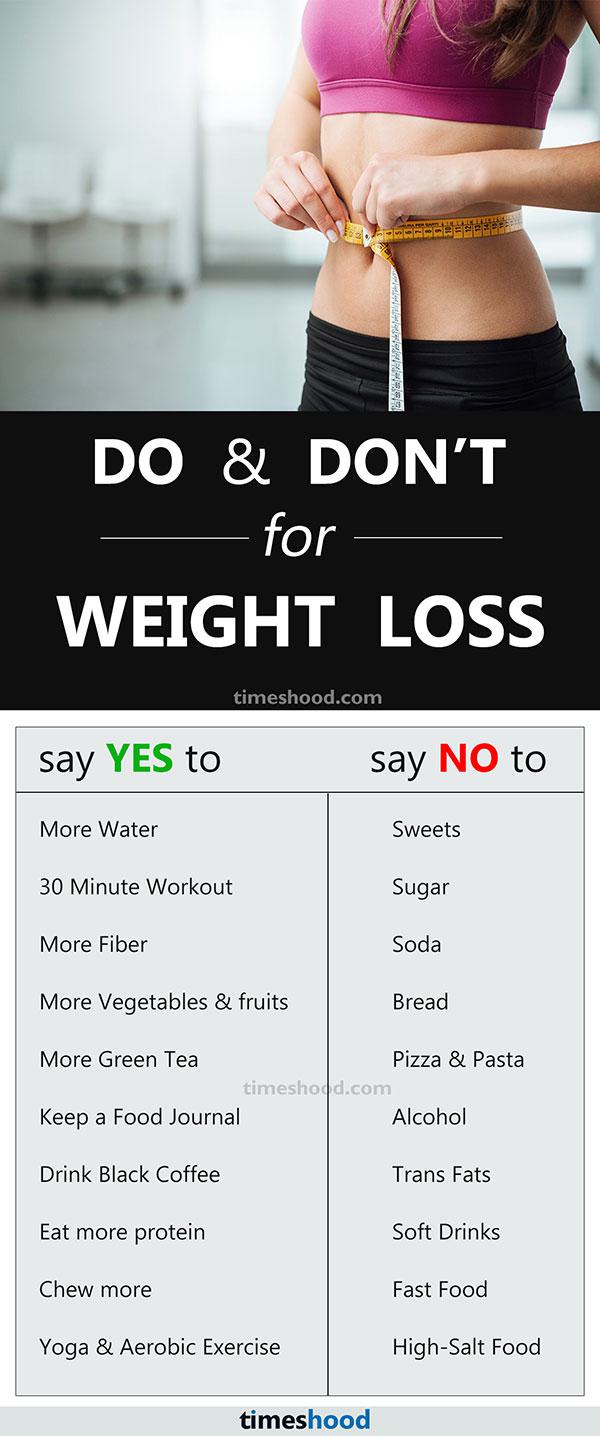 DO & DON'T
for
WEIGHT LOSS
timeshood.com
say YES to
say NO to
More Water
Sweets
30 Minute Workout
Sugar
More Fiber
Soda
More Vegetables & fruits
Bread
More Green Tea
Pizza & Pasta
timeshood.com
Keep a Food Journal
Alcohol
Drink Black Coffee
Trans Fats
Eat more protein
Soft Drinks
Chew more
Fast Food
Yoga & Aerobic Exercise
High-Salt Food
timeshood